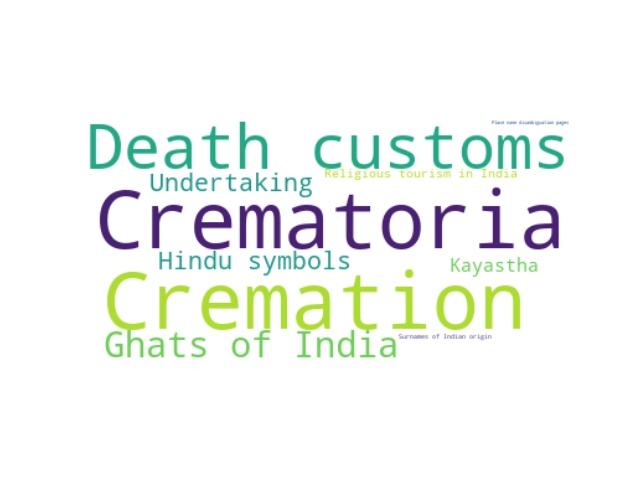 Place name disambiguation pages
Death customs
Religious tourism in India
Undertaking
Crematoria
Hindu symbols
Kayastha
Cremation
Ghats of India
Surnames of Indian origin